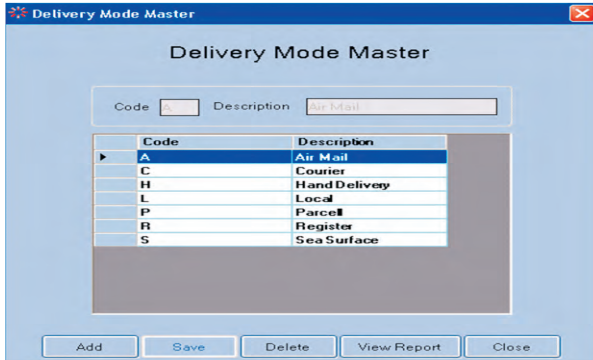 Delivery Mode Master
Delivery Mode Master
Code A Description Air Mail
Code Description
A Air Mail
C Courier
H Hand Delivery
L Local
P Parcell
R Register
S Sea Surface
Add Save Delete View Report Close